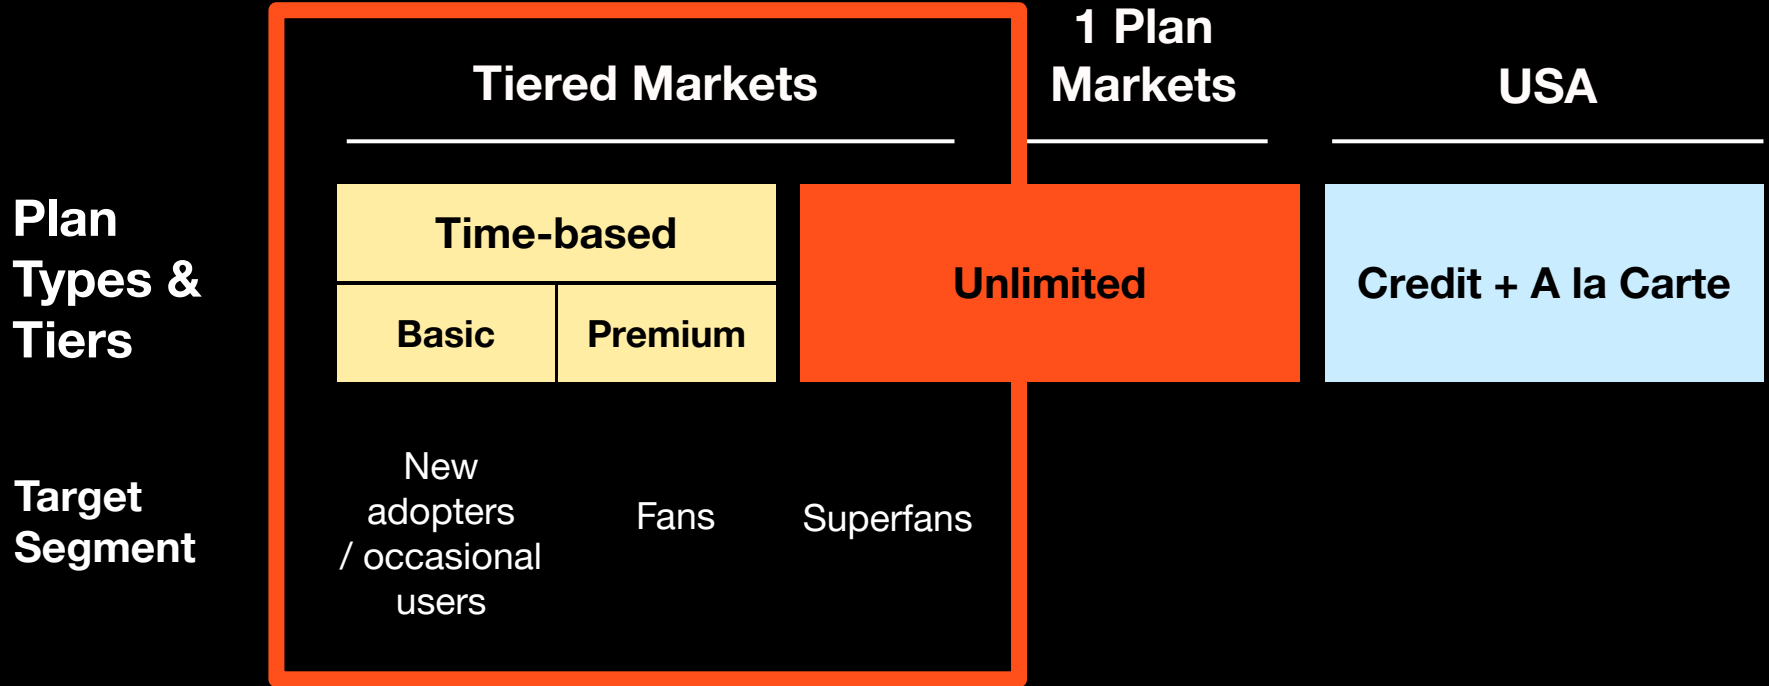 Tiered Markets
1 Plan
Markets
USA
Plan
Types &
Tiers
Time-based
Basic
Premium
Unlimited
Credit + A la Carte
Target
Segment
New
adopters
/ occasional
users
Fans
Superfans